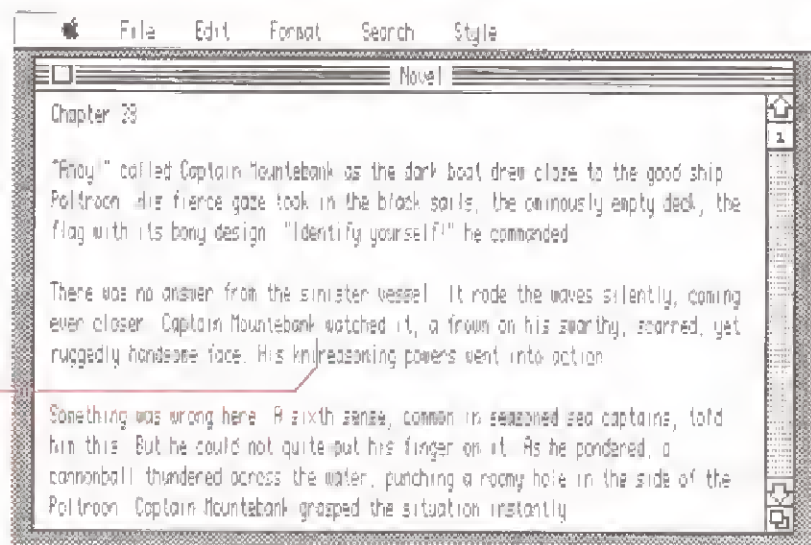 File Edit Format Search Style
Novel
Chapter 23
"Ahoy!" called Captain Mountebank as the dark boat drew close to the good ship
Poltroon. His fierce gaze took in the black sails, the ominously empty deck, the
flag with its bony design. "Identify yourself!" he commanded.
There was no answer from the sinister vessel. It rode the waves silently, coming
ever closer. Captain Mountebank watched it, a frown on his swarthy, scarred, yet
ruggedly handsome face. His kni reasoning powers went into action.
Something was wrong here. A sixth sense, common in seasoned sea captains, told
him this. But he could not quite put his finger on it. As he pondered, a
cannonball thundered across the water, punching a roomy hole in the side of the
Poltroon. Captain Mountebank grasped the situation instantly.
1